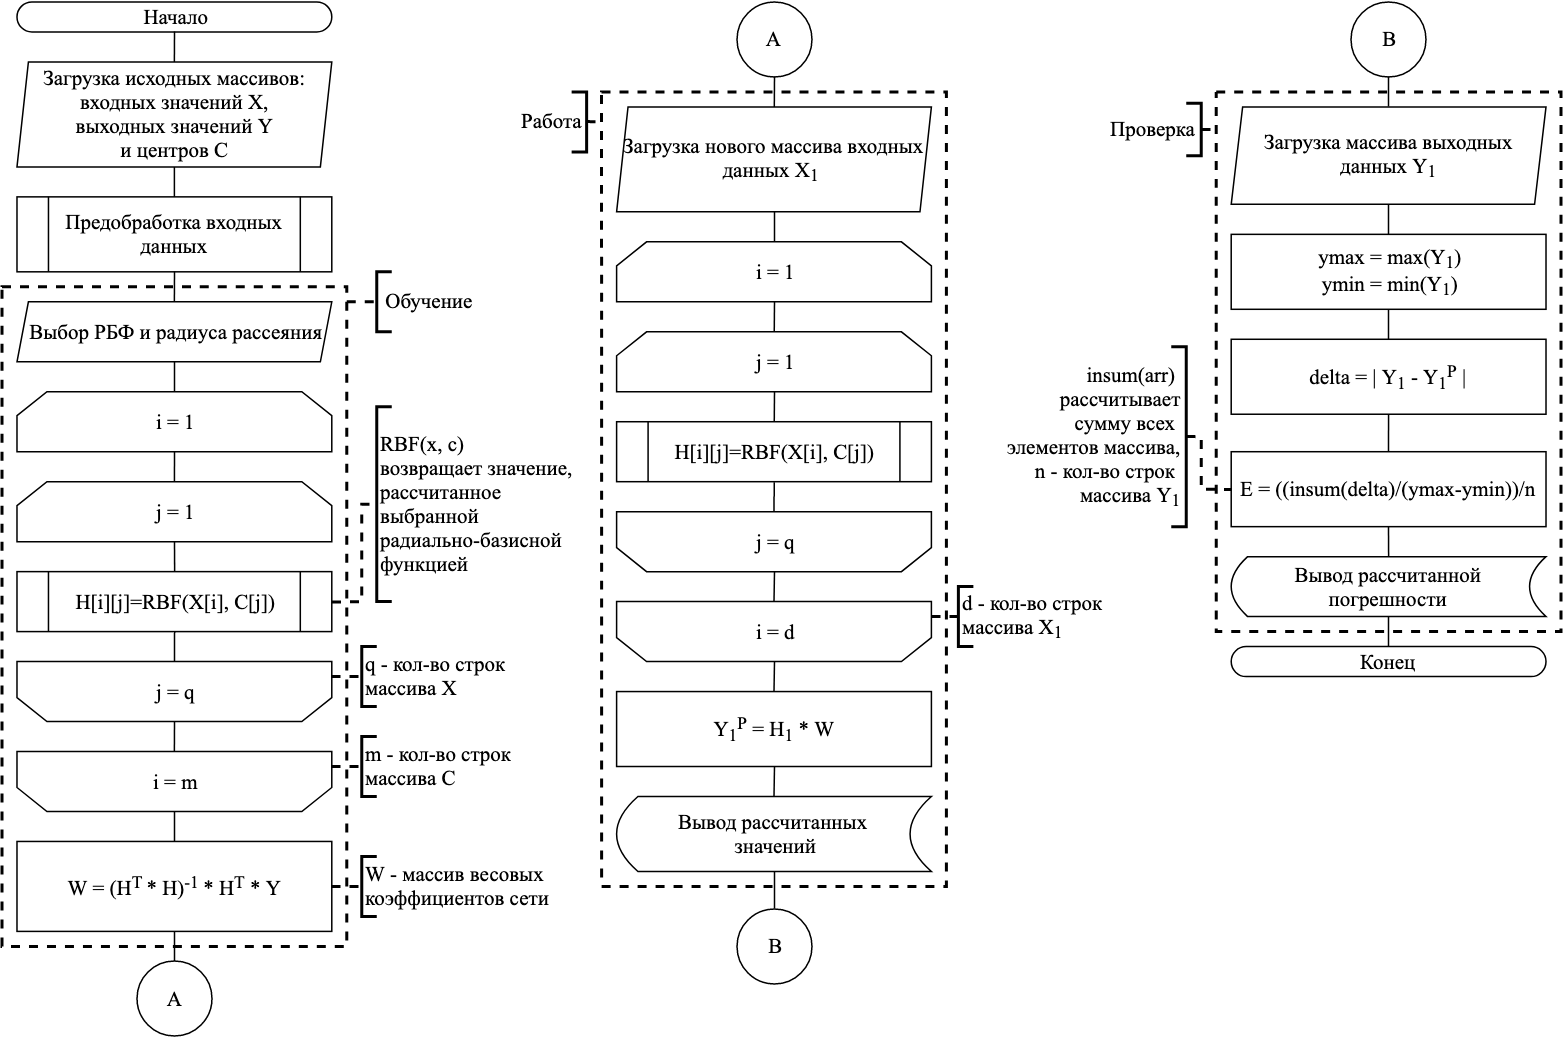 Начало
Загрузка исходных массивов:
входных значений X,
выходных значений Y
и центров C
Предобработка входных
данных
Обучение
Выбор РБФ и радиуса рассеяния
i = 1
j = 1
RBF(x, c)
возвращает значение,
рассчитанное
выбранной
радиально-базисной
функцией
H[i][j]=RBF(X[i], C[j])
q - кол-во строк
массива X
j = q
m - кол-во строк
массива C
i = m
W = (Hᵀ * H)⁻¹ * Hᵀ * Y
W - массив весовых
коэффициентов сети
A
A
Работа
Загрузка нового массива входных
данных X₁
i = 1
j = 1
H[i][j]=RBF(X[i], C[j])
j = q
i = d
d - кол-во строк
массива X₁
Y₁ᴾ = H₁ * W
Вывод рассчитанных
значений
B
B
Проверка
Загрузка массива выходных
данных Y₁
ymax = max(Y₁)
ymin = min(Y₁)
delta = | Y₁ - Y₁ᴾ |
insum(arr)
рассчитывает
сумму всех
элементов массива,
n - кол-во строк
массива Y₁
E = ((insum(delta)/(ymax-ymin))/n
Вывод рассчитанной
погрешности
Конец